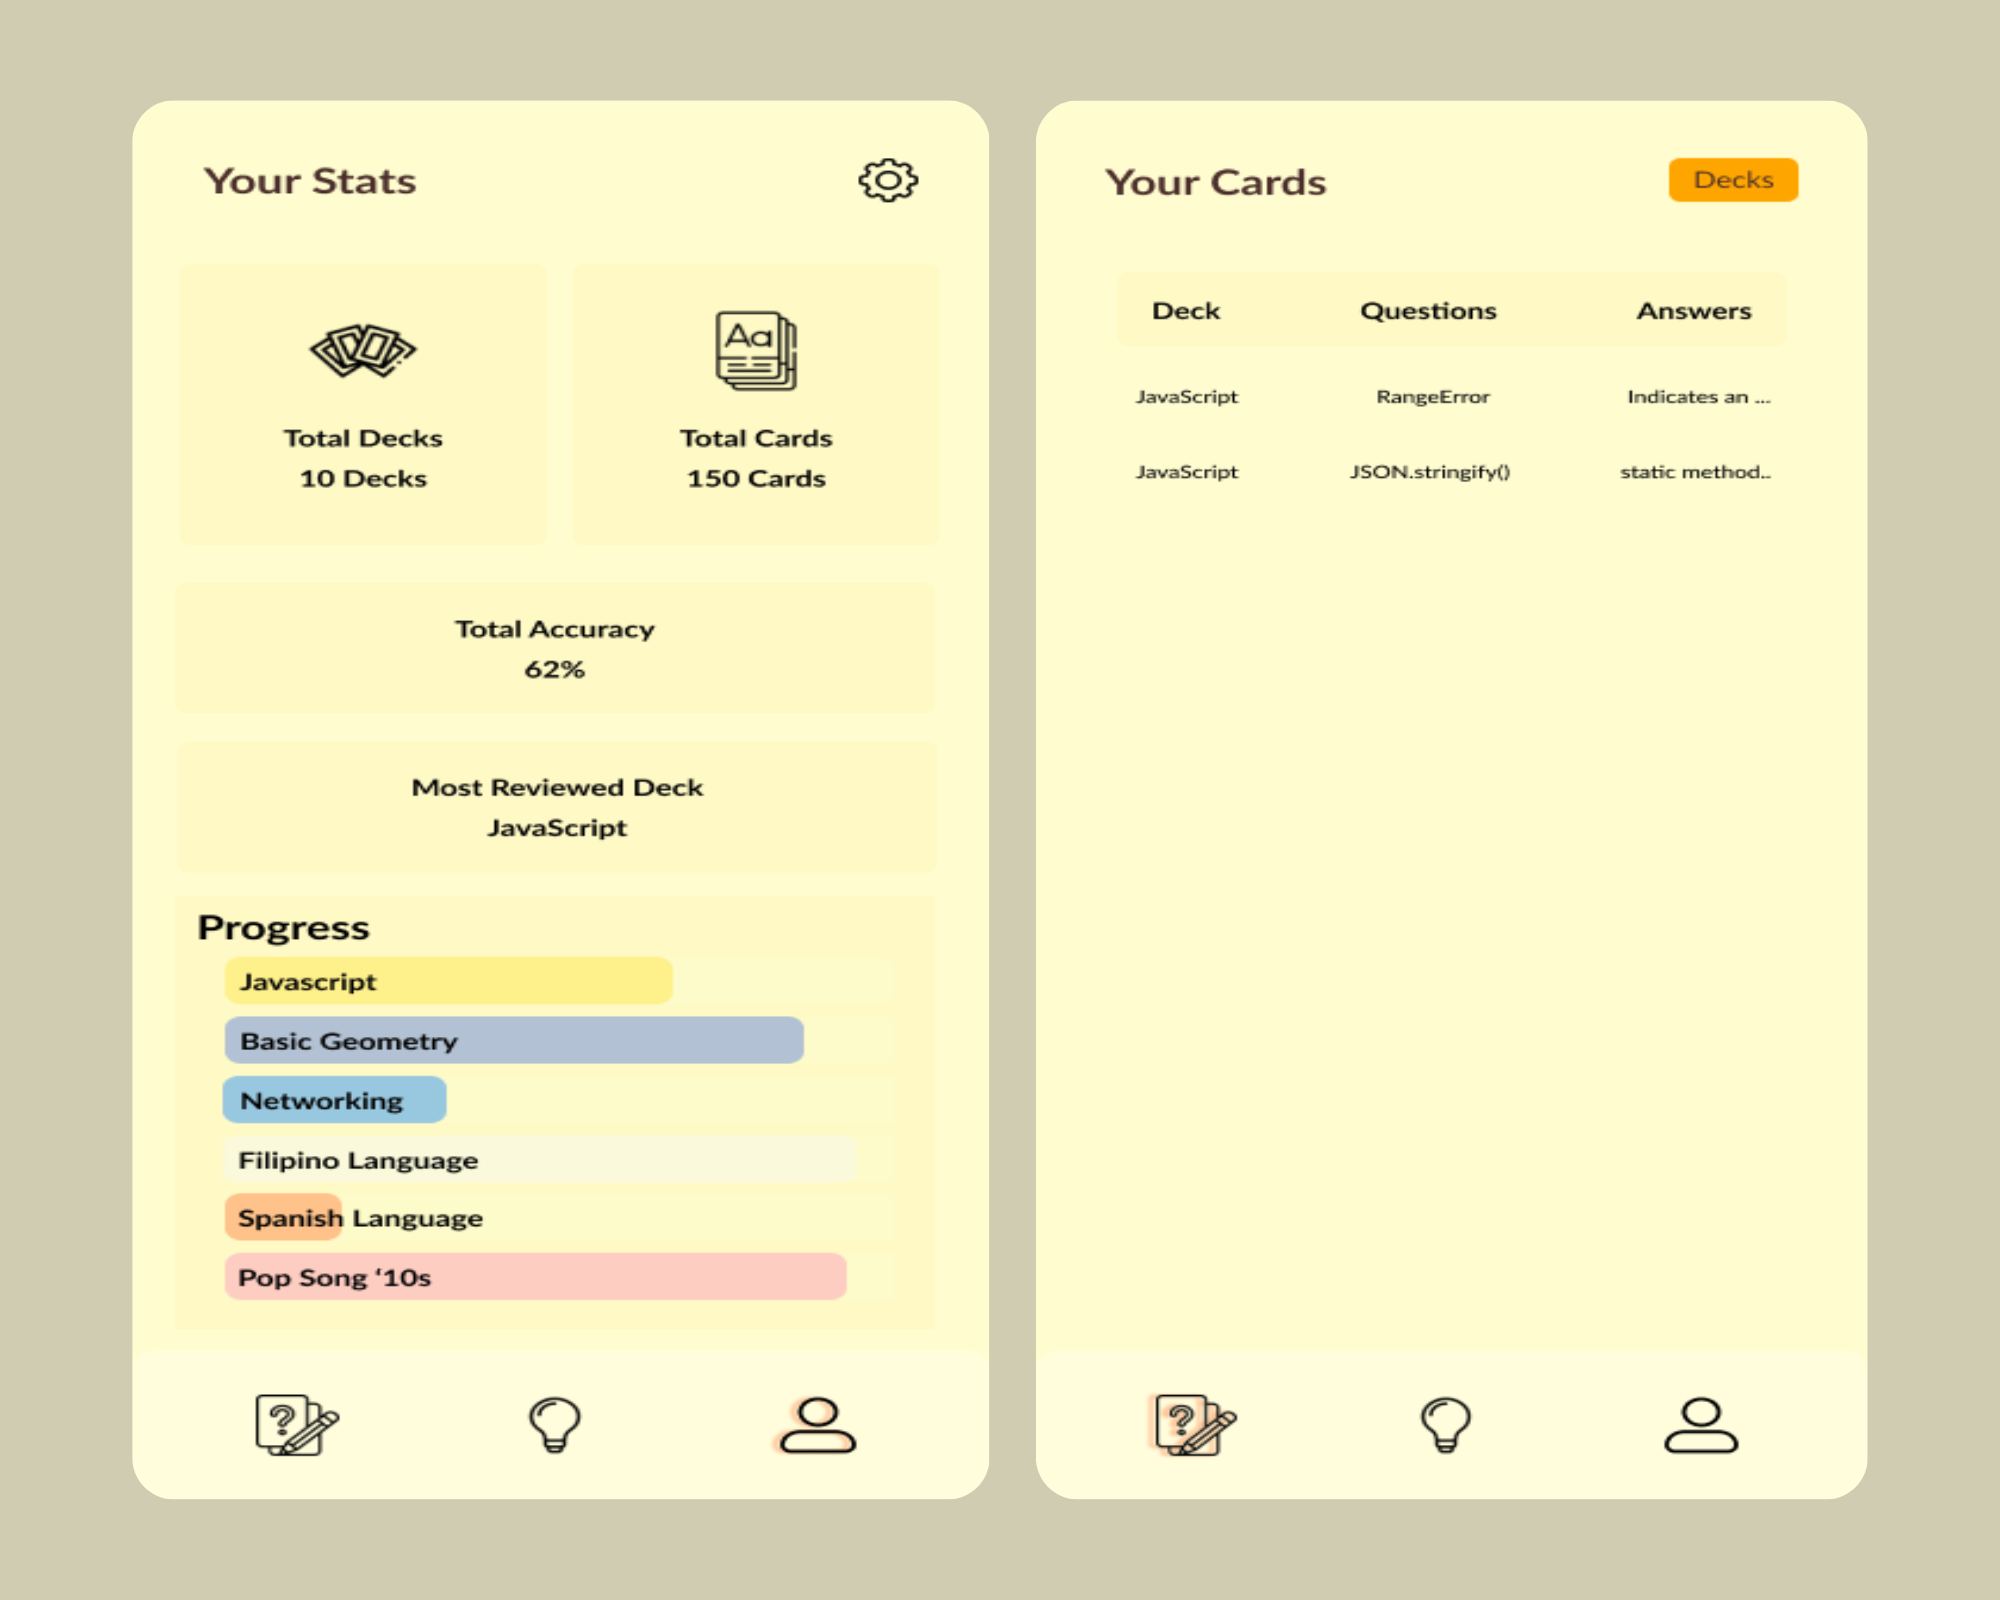 Your Stats
Aa
Total Decks
10 Decks
Total Cards
150 Cards
Total Accuracy
62%
Most Reviewed Deck
JavaScript
Progress
Javascript
Basic Geometry
Networking
Filipino Language
Spanish Language
Pop Song ‘10s
?
Your Cards
Decks
Deck Questions Answers
JavaScript RangeError Indicates an ...
JavaScript JSON.stringify() static method..
?